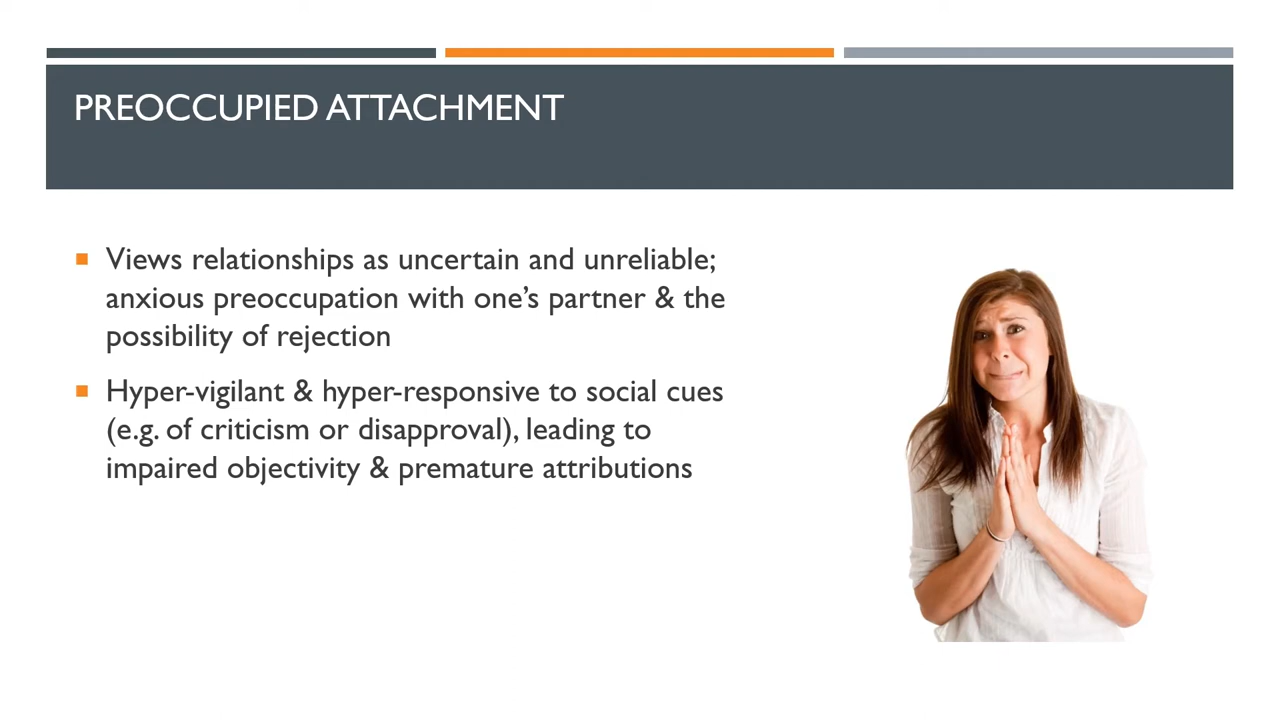 PREOCCUPIED ATTACHMENT
Views relationships as uncertain and unreliable;
anxious preoccupation with one’s partner & the
possibility of rejection
Hyper-vigilant & hyper-responsive to social cues
(e.g. of criticism or disapproval), leading to
impaired objectivity & premature attributions